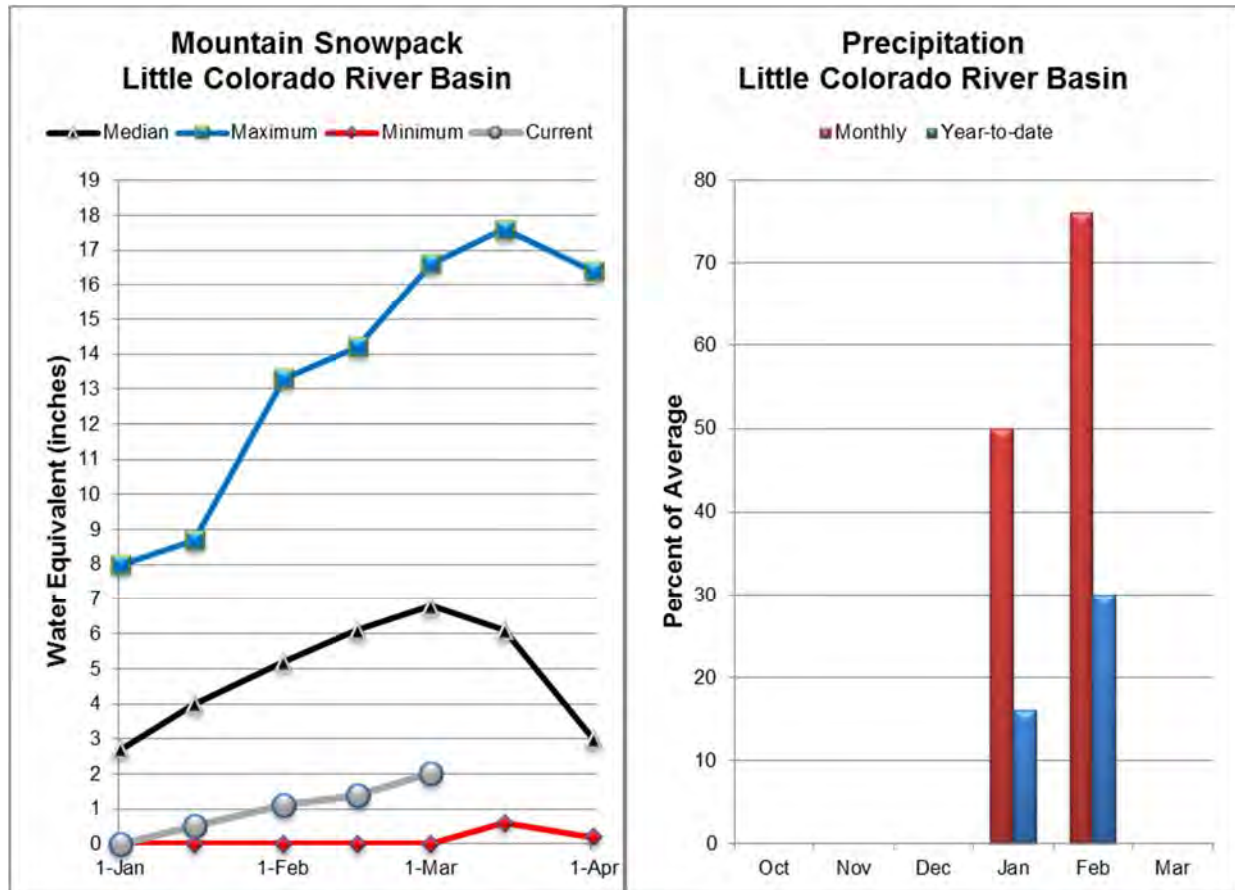 Mountain Snowpack
Little Colorado River Basin
Median Maximum Minimum Current
Water Equivalent (inches)
19
18
17
16
15
14
13
12
11
10
9
8
7
6
5
4
3
2
1
0
1-Jan 1-Feb 1-Mar 1-Apr
Precipitation
Little Colorado River Basin
Monthly Year-to-date
Percent of Average
80
70
60
50
40
30
20
10
0
Oct Nov Dec Jan Feb Mar